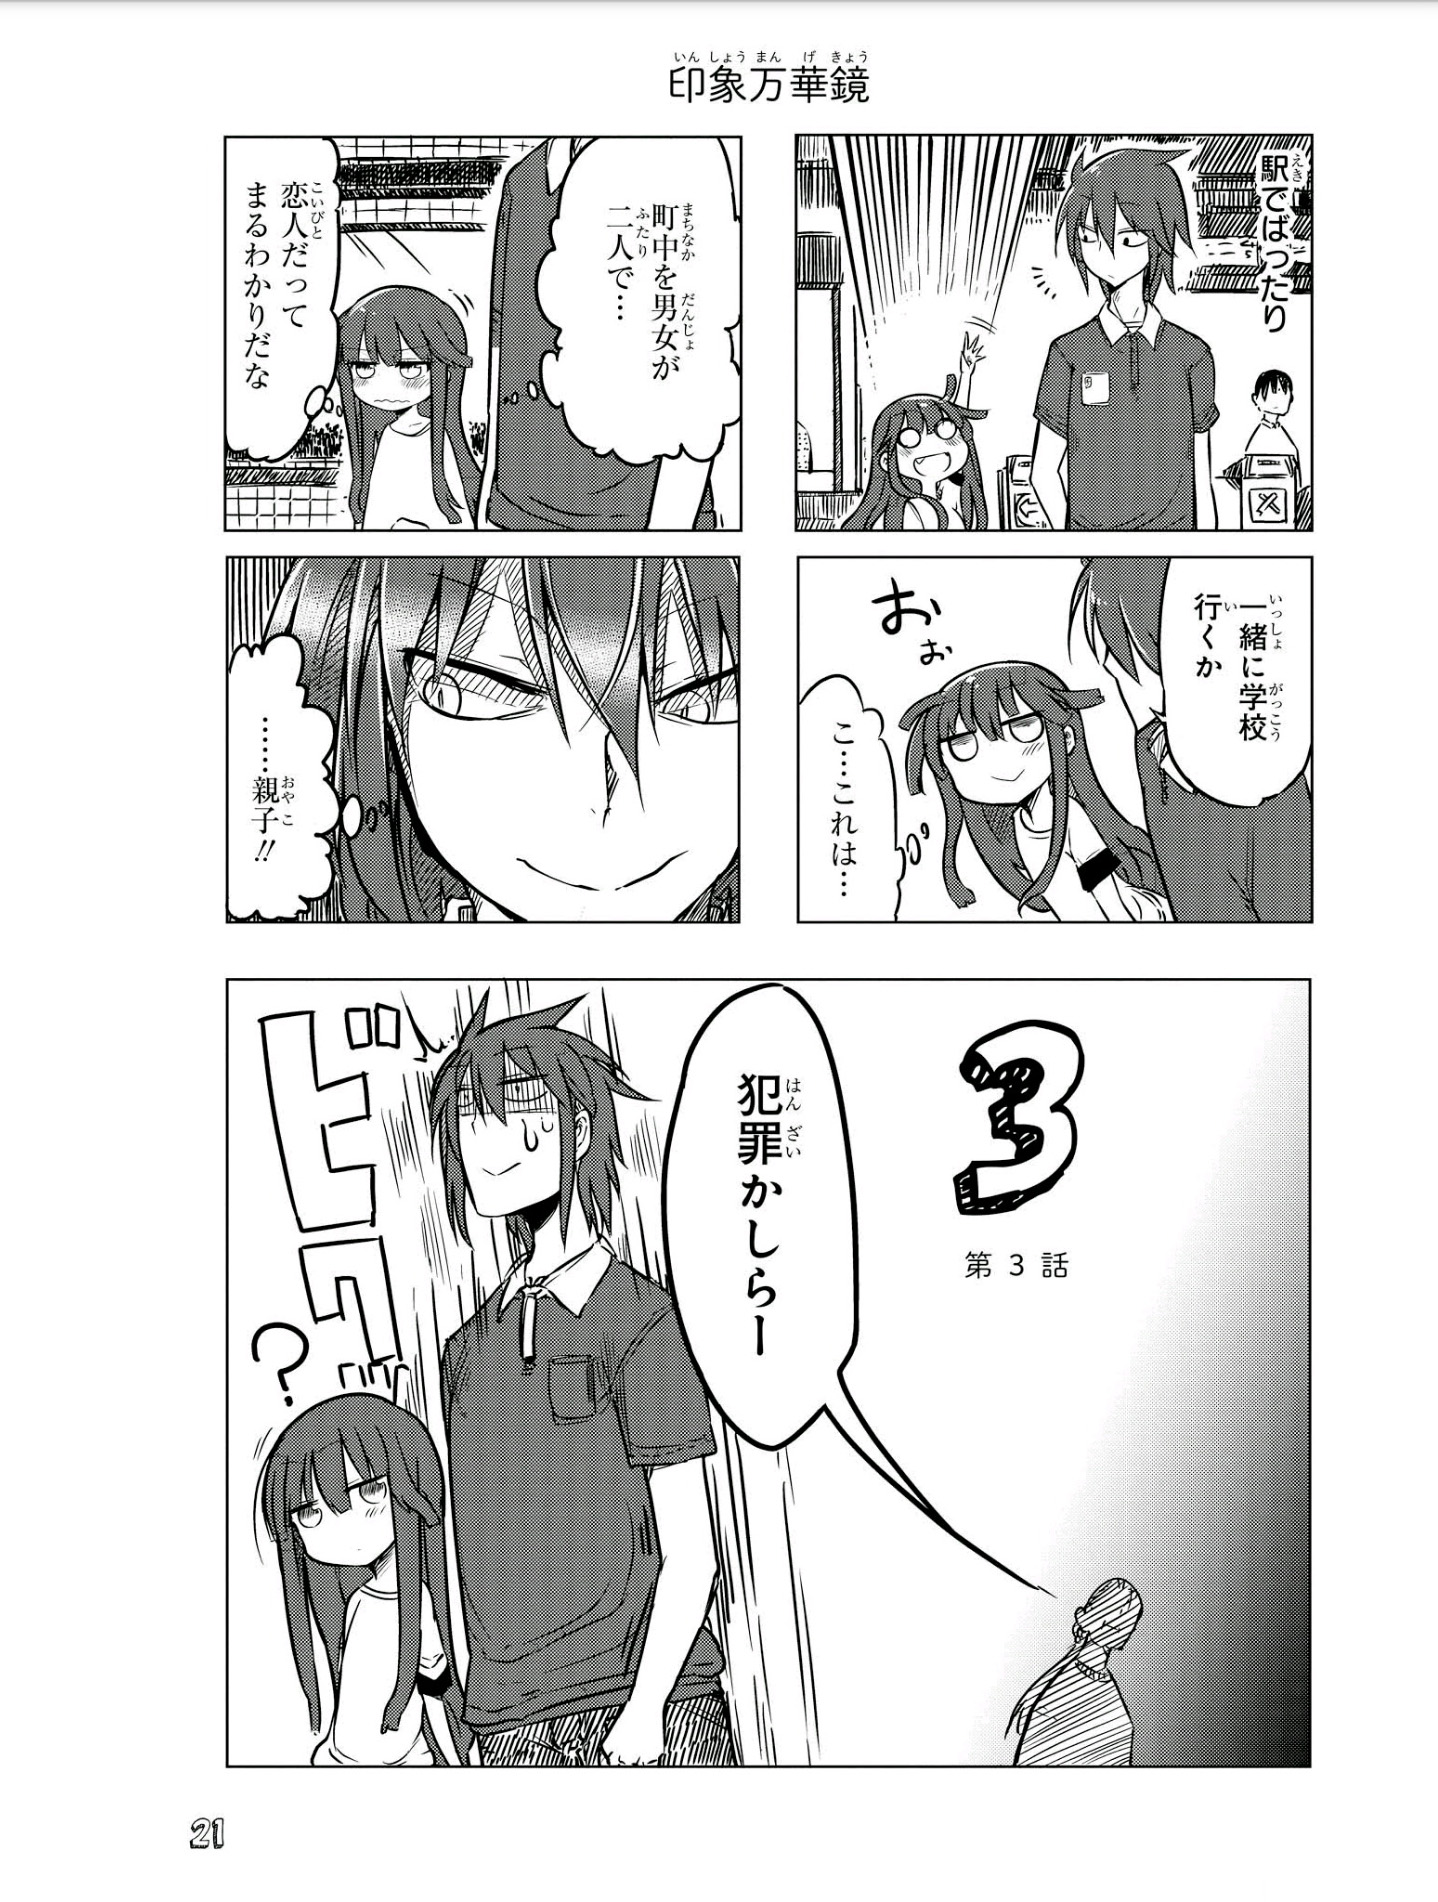 印象万華鏡
駅でばったり
一緒に学校
行くか
おぉ
こ…これは…
町中を男女が
二人で…
恋人だって
まるわかりだな
……親子!!
3
第3話
犯罪かしらー
ビクッ
?
21